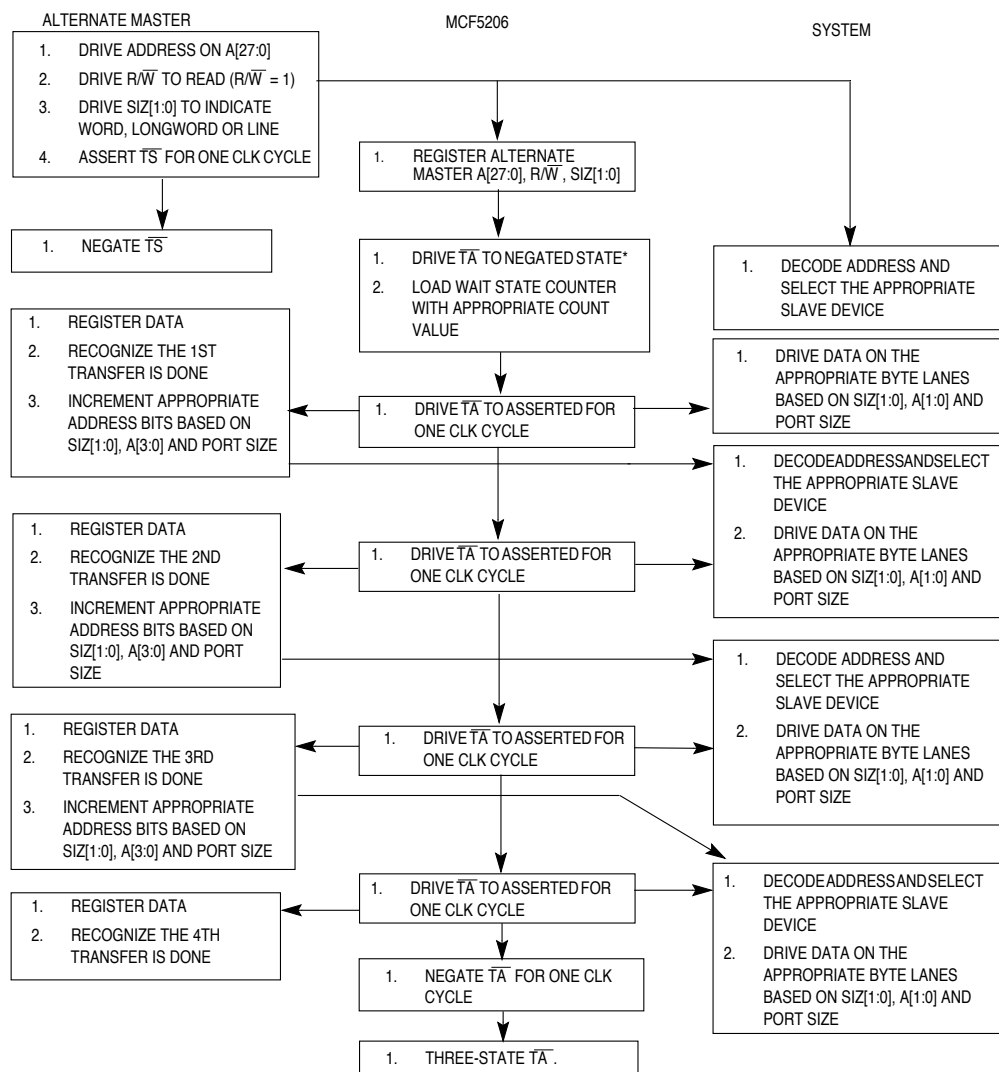 ALTERNATE MASTER
1. DRIVE ADDRESS ON A[27:0]
2. DRIVE R/W̅ TO READ (R/W̅ = 1)
3. DRIVE SIZ[1:0] TO INDICATE
WORD, LONGWORD OR LINE
4. ASSERT T̅S̅ FOR ONE CLK CYCLE
1. NEGATE T̅S̅
1. REGISTER DATA
2. RECOGNIZE THE 1ST
TRANSFER IS DONE
3. INCREMENT APPROPRIATE
ADDRESS BITS BASED ON
SIZ[1:0], A[3:0] AND PORT SIZE
1. REGISTER DATA
2. RECOGNIZE THE 2ND
TRANSFER IS DONE
3. INCREMENT APPROPRIATE
ADDRESS BITS BASED ON
SIZ[1:0], A[3:0] AND PORT
SIZE
1. REGISTER DATA
2. RECOGNIZE THE 3RD
TRANSFER IS DONE
3. INCREMENT APPROPRIATE
ADDRESS BITS BASED ON
SIZ[1:0], A[3:0] AND PORT SIZE
1. REGISTER DATA
2. RECOGNIZE THE 4TH
TRANSFER IS DONE
MCF5206
1. REGISTER ALTERNATE
MASTER A[27:0], R/W̅ , SIZ[1:0]
1. DRIVE T̅A̅ TO NEGATED STATE*
2. LOAD WAIT STATE COUNTER
WITH APPROPRIATE COUNT
VALUE
1. DRIVE T̅A̅ TO ASSERTED FOR
ONE CLK CYCLE
1. DRIVE T̅A̅ TO ASSERTED FOR
ONE CLK CYCLE
1. DRIVE T̅A̅ TO ASSERTED FOR
ONE CLK CYCLE
1. DRIVE T̅A̅ TO ASSERTED FOR
ONE CLK CYCLE
1. NEGATE T̅A̅ FOR ONE CLK
CYCLE
1. THREE-STATE T̅A̅ .
SYSTEM
1. DECODE ADDRESS AND
SELECT THE APPROPRIATE
SLAVE DEVICE
1. DRIVE DATA ON THE
APPROPRIATE BYTE LANES
BASED ON SIZ[1:0], A[1:0] AND
PORT SIZE
1. DECODEADDRESSANDSELECT
THE APPROPRIATE SLAVE
DEVICE
2. DRIVE DATA ON THE
APPROPRIATE BYTE LANES
BASED ON SIZ[1:0], A[1:0] AND
PORT SIZE
1. DECODE ADDRESS AND
SELECT THE APPROPRIATE
SLAVE DEVICE
2. DRIVE DATA ON THE
APPROPRIATE BYTE LANES
BASED ON SIZ[1:0], A[1:0] AND
PORT SIZE
1. DECODEADDRESSANDSELECT
THE APPROPRIATE SLAVE
DEVICE
2. DRIVE DATA ON THE
APPROPRIATE BYTE LANES
BASED ON SIZ[1:0], A[1:0] AND
PORT SIZE